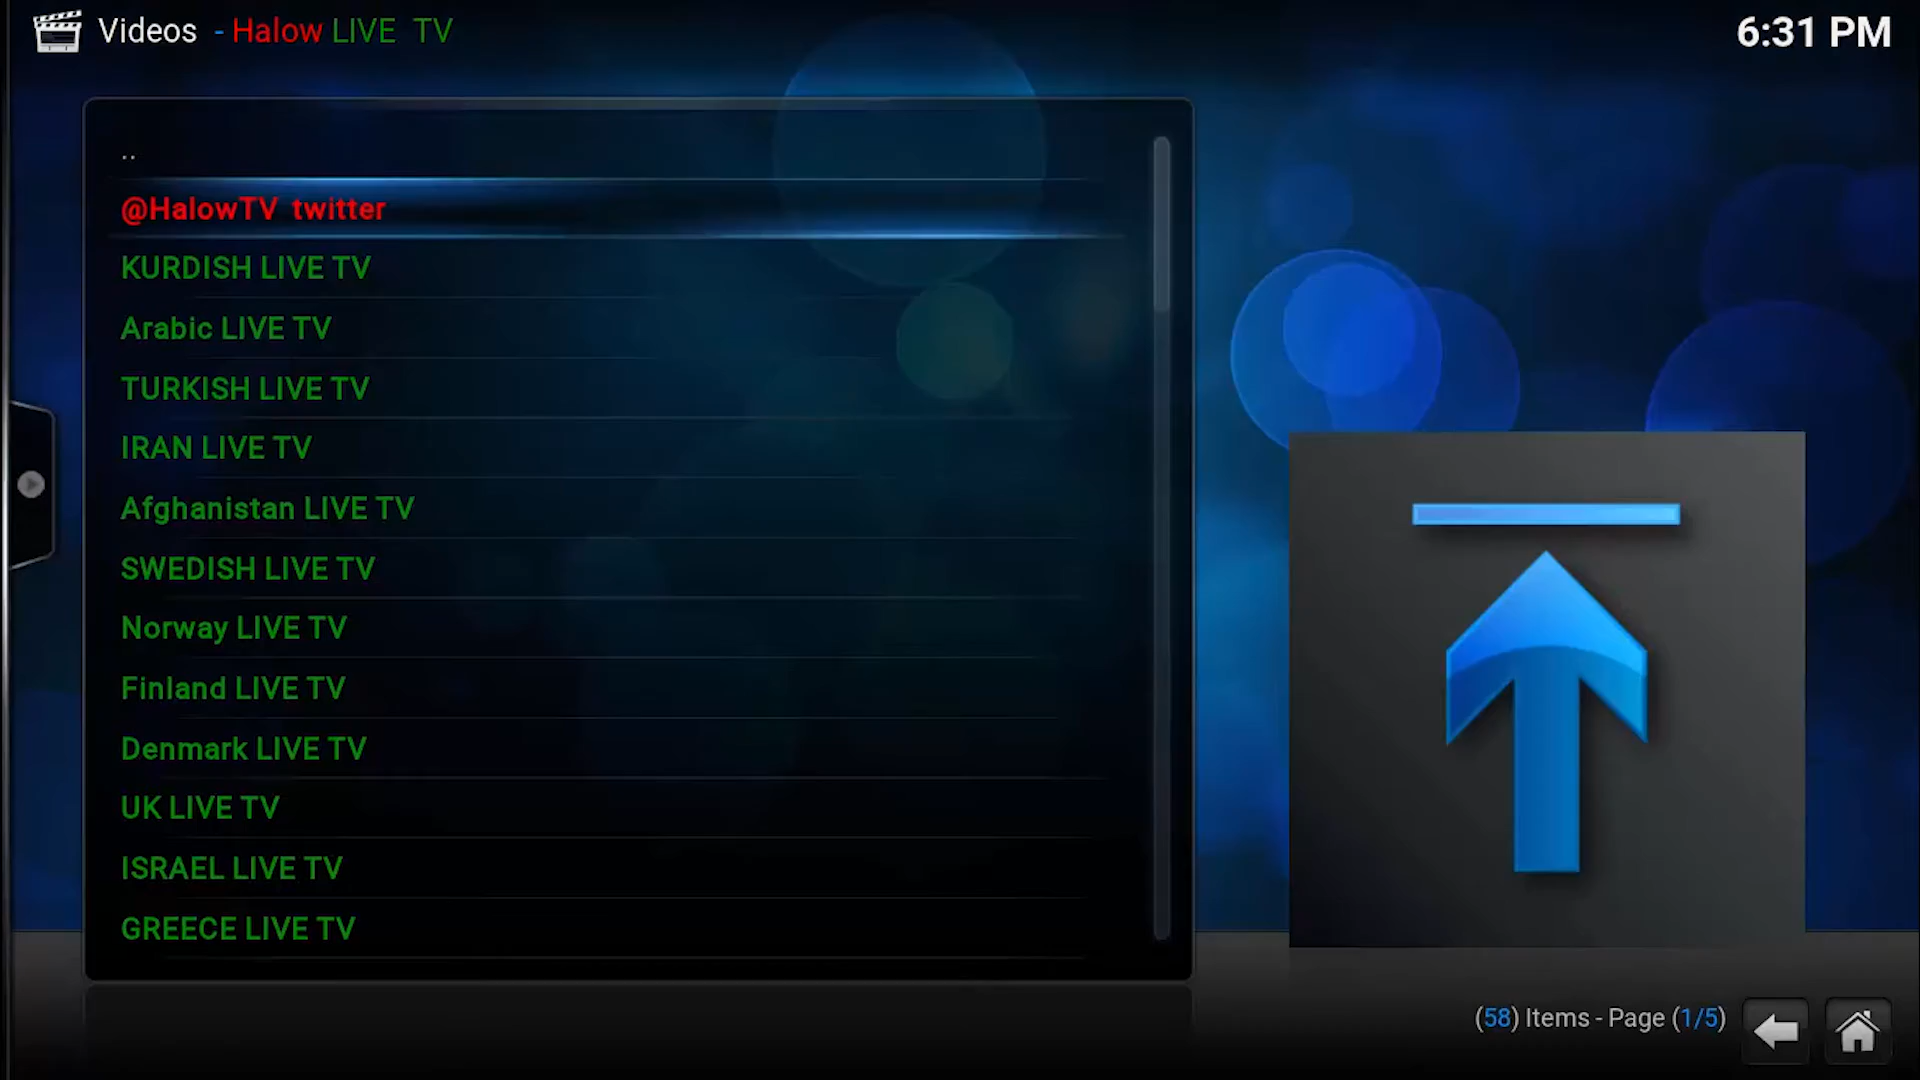 Videos - Halow LIVE TV
6:31 PM
..
@HalowTV twitter
KURDISH LIVE TV
Arabic LIVE TV
TURKISH LIVE TV
IRAN LIVE TV
Afghanistan LIVE TV
SWEDISH LIVE TV
Norway LIVE TV
Finland LIVE TV
Denmark LIVE TV
UK LIVE TV
ISRAEL LIVE TV
GREECE LIVE TV
(58) Items - Page (1/5)